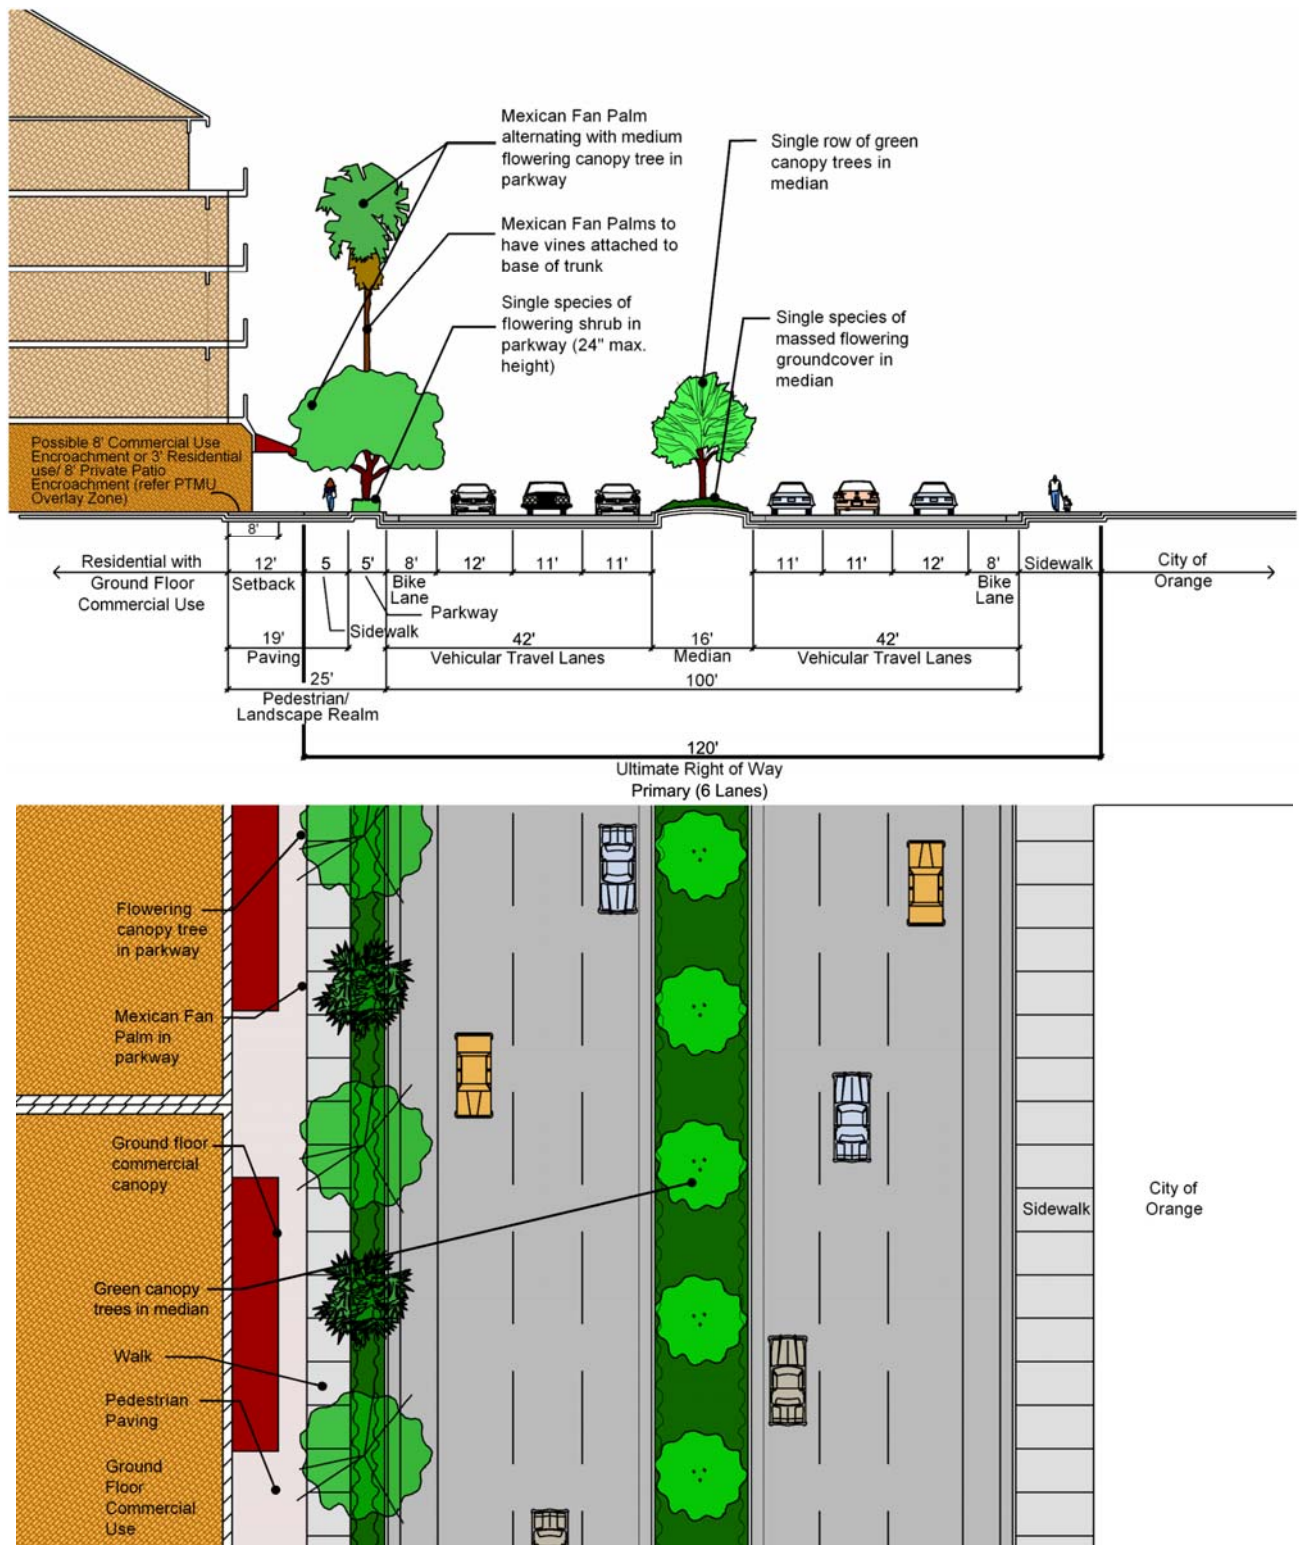 Mexican Fan Palm
alternating with medium
flowering canopy tree in
parkway
Single row of green
canopy trees in
median
Mexican Fan Palms to
have vines attached to
base of trunk
Single species of
flowering shrub in
parkway (24" max.
height)
Single species of
massed flowering
groundcover in
median
Possible 8' Commercial Use
Encroachment or 3' Residential
use/ 8' Private Patio
Encroachment (refer PTMU
Overlay Zone)
8'
Residential with
Ground Floor
Commercial Use
12'
Setback
5
5'
8'
Bike
Lane
12'
11'
11'
11'
11'
12'
8'
Bike
Lane
Sidewalk
City of
Orange
Parkway
Sidewalk
19'
Paving
42'
Vehicular Travel Lanes
16'
Median
42'
Vehicular Travel Lanes
25'
Pedestrian/
Landscape Realm
100'
120'
Ultimate Right of Way
Primary (6 Lanes)
Flowering
canopy tree
in parkway
Mexican Fan
Palm in
parkway
Ground floor
commercial
canopy
Green canopy
trees in median
Walk
Pedestrian
Paving
Ground
Floor
Commercial
Use
Sidewalk
City of
Orange